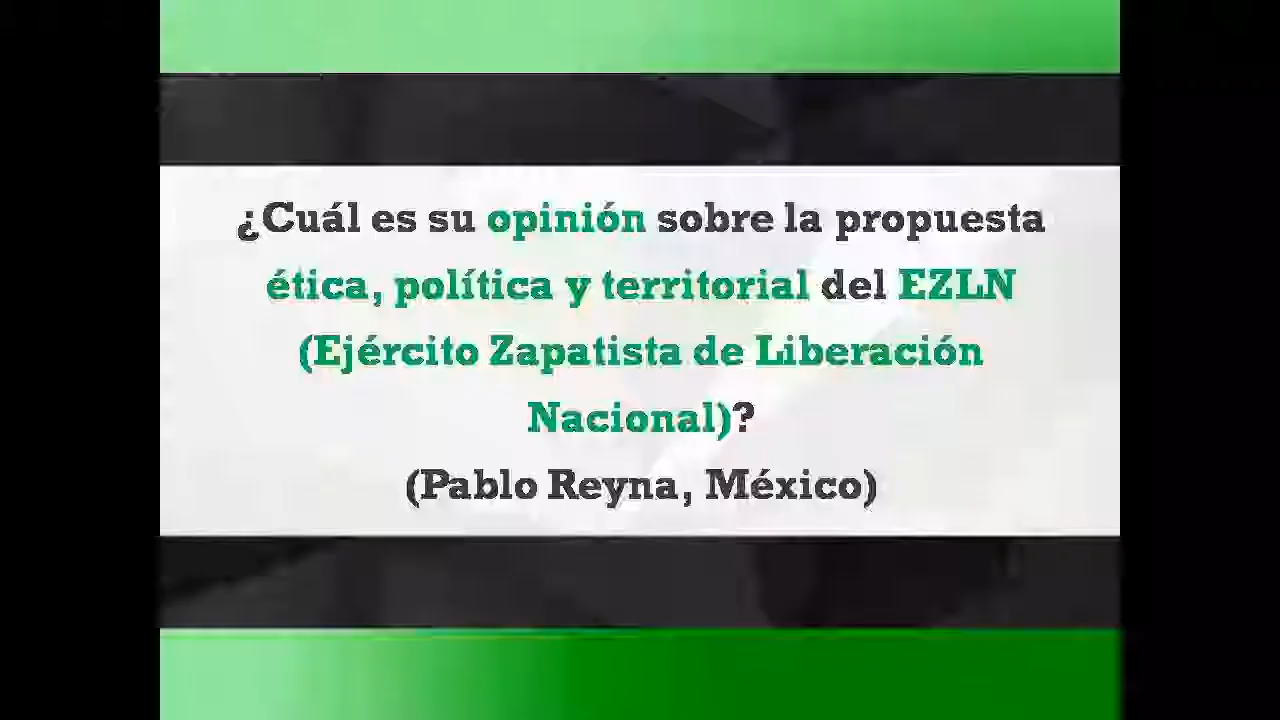 ¿Cuál es su opinión sobre la propuesta
ética, política y territorial del EZLN
(Ejército Zapatista de Liberación
Nacional)?
(Pablo Reyna, México)